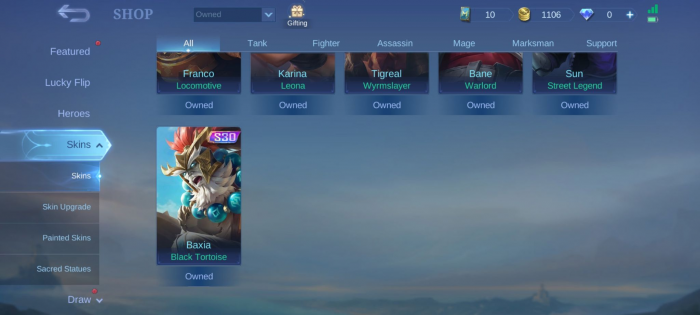 SHOP
Owned
Gifting
10
1106
0
+
Featured
Lucky Flip
Heroes
Skins
Skins
Skin Upgrade
Painted Skins
Sacred Statues
Draw
All
Tank
Fighter
Assassin
Mage
Marksman
Support
Franco
Locomotive
Owned
Karina
Leona
Owned
Tigreal
Wyrmslayer
Owned
Bane
Warlord
Owned
Sun
Street Legend
Owned
S30
Baxia
Black Tortoise
Owned